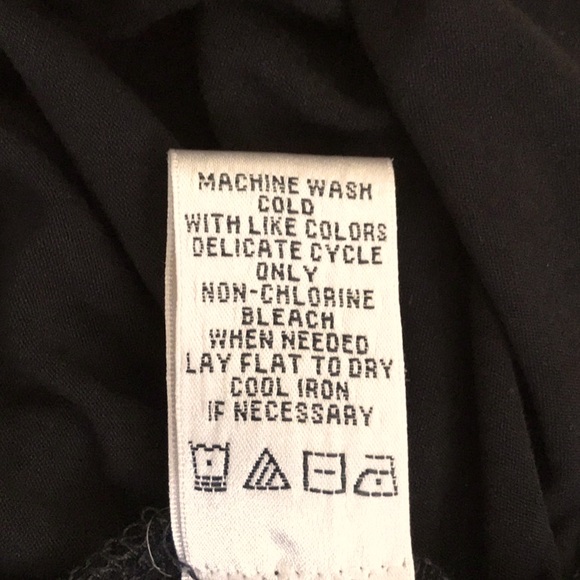 MACHINE WASH
COLD
WITH LIKE COLORS
DELICATE CYCLE
ONLY
NON-CHLORINE
BLEACH
WHEN NEEDED
LAY FLAT TO DRY
COOL IRON
IF NECESSARY